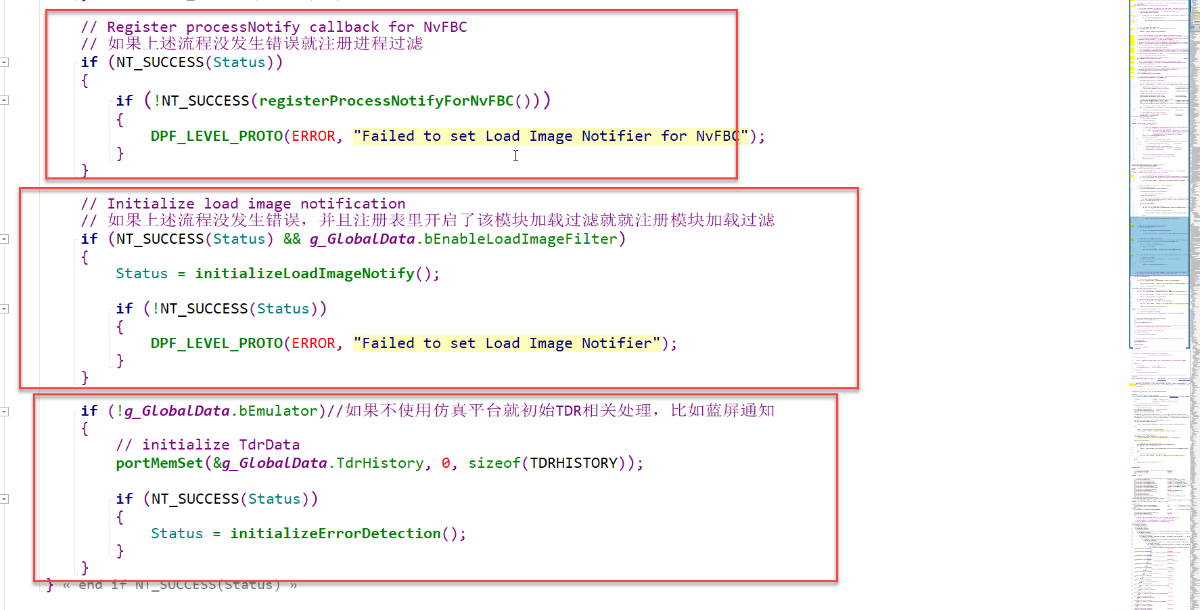 // Register processNotify callback for NvFBC
// 如果上述流程没发生错误就注册进程过滤
if (NT_SUCCESS(Status))
{
if (!NT_SUCCESS(registerProcessNotifyForNvFBC()))
{
DPF_LEVEL_PROTO(ERROR, "Failed to set Load Image Notifier for NvFBC");
}
}
// Initialize load image notification
// 如果上述流程没发生错误，并且注册表里开启了该模块加载过滤就就注册模块加载过滤
if (NT_SUCCESS(Status) && g_GlobalData.bEnableLoadImageFilter)
{
Status = initializeLoadImageNotify();
if (!NT_SUCCESS(Status))
{
DPF_LEVEL_PROTO(ERROR, "Failed to set Load Image Notifier");
}
}
if (!g_GlobalData.bEmulator)//如果不使用仿真平台就初始TDR相关处理，比如蓝屏通知
{
// initialize TdrData
portMemSet(&g_GlobalData.TdrHistory, 0, sizeof(TDRHISTORY));
if (NT_SUCCESS(Status))
{
Status = initializeErrorDetection();
}
}
} « end if NT_SUCCESS(Status) »